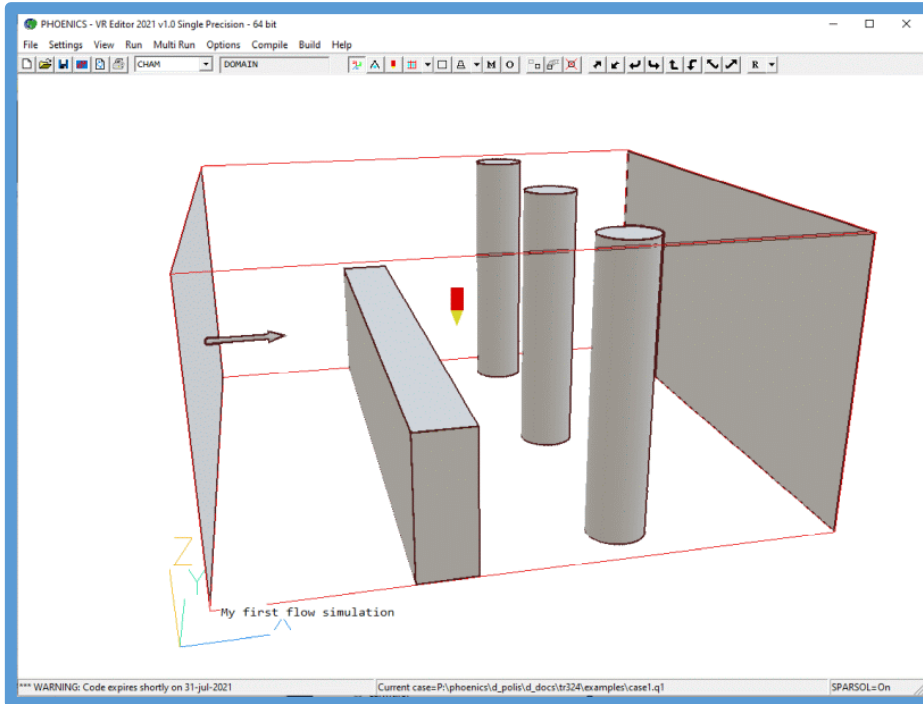 PHOENICS - VR Editor 2021 v1.0 Single Precision - 64 bit
File Settings View Run Multi Run Options Compile Build Help
CHAM DOMAIN M O R
Z
Y
X
My first flow simulation
*** WARNING: Code expires shortly on 31-jul-2021 Current case=P:\phoenics\d_polis\d_docs\tr324\examples\case1.q1 SPARSOL=On